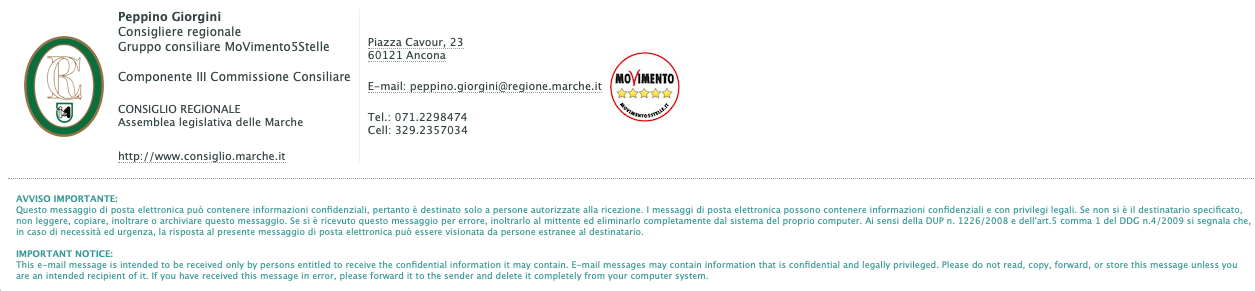 Peppino Giorgini
Consigliere regionale
Gruppo consiliare MoVimento5Stelle
Componente III Commissione Consiliare
CONSIGLIO REGIONALE
Assemblea legislativa delle Marche
http://www.consiglio.marche.it
Piazza Cavour, 23
60121 Ancona
E-mail: peppino.giorgini@regione.marche.it
Tel.: 071.2298474
Cell: 329.2357034
MOVIMENTO
MOVIMENTO5STELLE.IT
AVVISO IMPORTANTE:
Questo messaggio di posta elettronica può contenere informazioni confidenziali, pertanto è destinato solo a persone autorizzate alla ricezione. I messaggi di posta elettronica possono contenere informazioni confidenziali e con privilegi legali. Se non si è il destinatario specificato,
non leggere, copiare, inoltrare o archiviare questo messaggio. Se si è ricevuto questo messaggio per errore, inoltrarlo al mittente ed eliminarlo completamente dal sistema del proprio computer. Ai sensi della DUP n. 1226/2008 e dell'art.5 comma 1 del DDG n.4/2009 si segnala che,
in caso di necessità ed urgenza, la risposta al presente messaggio di posta elettronica può essere visionata da persone estranee al destinatario.
IMPORTANT NOTICE:
This e-mail message is intended to be received only by persons entitled to receive the confidential information it may contain. E-mail messages may contain information that is confidential and legally privileged. Please do not read, copy, forward, or store this message unless you
are an intended recipient of it. If you have received this message in error, please forward it to the sender and delete it completely from your computer system.